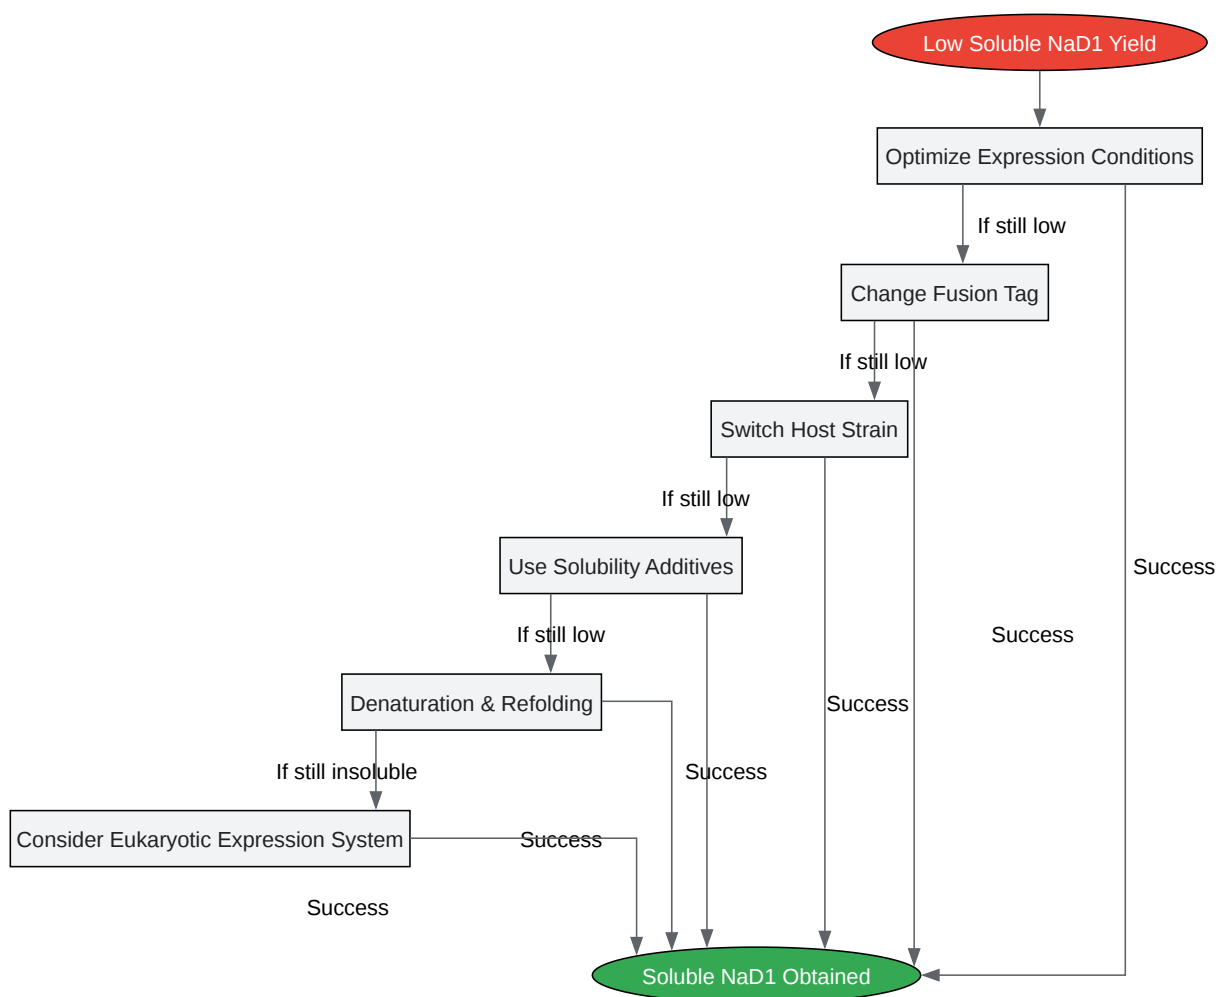 Low Soluble NaD1 Yield
Optimize Expression Conditions
If still low
Change Fusion Tag
If still low
Switch Host Strain
If still low
Use Solubility Additives
Success
If still low
Success
Denaturation & Refolding
Success
If still insoluble
Success
Consider Eukaryotic Expression System
Success
Success
Soluble NaD1 Obtained